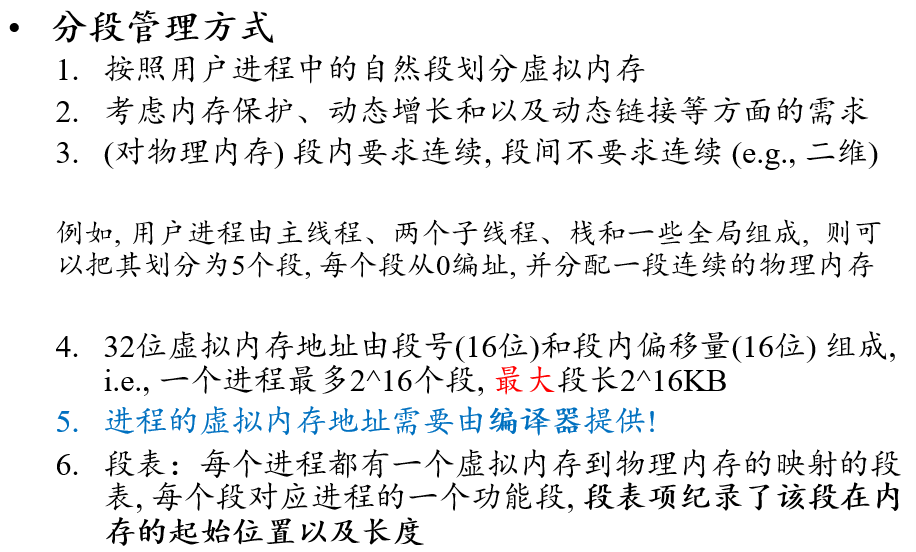 • 分段管理方式
1. 按照用户进程中的自然段划分虚拟内存
2. 考虑内存保护、动态增长和以及动态链接等方面的需求
3. (对物理内存) 段内要求连续, 段间不要求连续 (e.g., 二维)
例如, 用户进程由主线程、两个子线程、栈和一些全局组成, 则可
以把其划分为5个段, 每个段从0编址, 并分配一段连续的物理内存
4. 32位虚拟内存地址由段号(16位)和段内偏移量(16位) 组成,
i.e., 一个进程最多2^16个段, 最大段长2^16KB
5. 进程的虚拟内存地址需要由编译器提供!
6. 段表：每个进程都有一个虚拟内存到物理内存的映射的段
表, 每个段对应进程的一个功能段, 段表项纪录了该段在内
存的起始位置以及长度